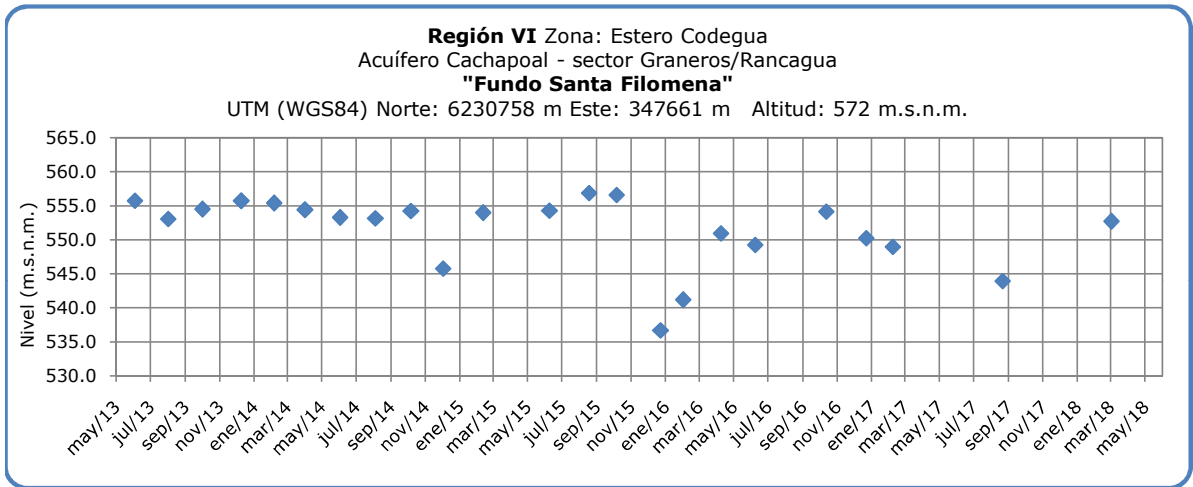 Región VI Zona: Estero Codegua
Acuífero Cachapoal - sector Graneros/Rancagua
"Fundo Santa Filomena"
UTM (WGS84) Norte: 6230758 m Este: 347661 m Altitud: 572 m.s.n.m.
Nivel (m.s.n.m.)
565.0
560.0
555.0
550.0
545.0
540.0
535.0
530.0
may/13
jul/13
sep/13
nov/13
ene/14
mar/14
may/14
jul/14
sep/14
nov/14
ene/15
mar/15
may/15
jul/15
sep/15
nov/15
ene/16
mar/16
may/16
jul/16
sep/16
nov/16
ene/17
mar/17
may/17
jul/17
sep/17
nov/17
ene/18
mar/18
may/18